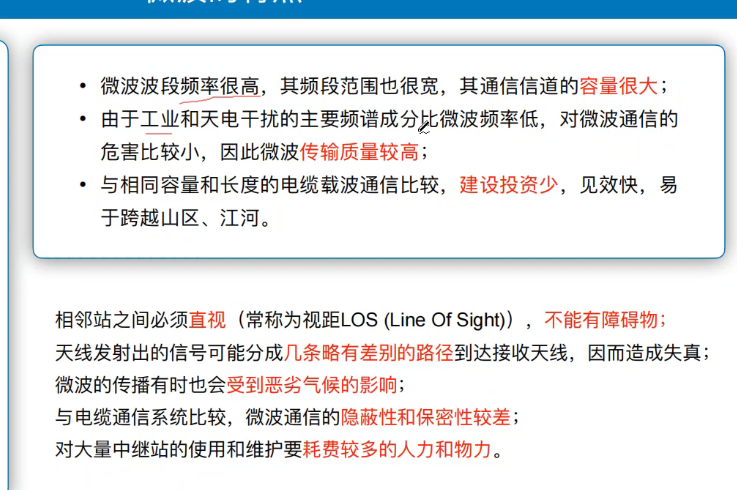 • 微波波段频率很高，其频段范围也很宽，其通信信道的容量很大；
• 由于工业和天电干扰的主要频谱成分比微波频率低，对微波通信的
危害比较小，因此微波传输质量较高；
• 与相同容量和长度的电缆载波通信比较，建设投资少，见效快，易
于跨越山区、江河。
相邻站之间必须直视（常称为视距LOS (Line Of Sight)），不能有障碍物；
天线发射出的信号可能分成几条略有差别的路径到达接收天线，因而造成失真；
微波的传播有时也会受到恶劣气候的影响；
与电缆通信系统比较，微波通信的隐蔽性和保密性较差；
对大量中继站的使用和维护要耗费较多的人力和物力。